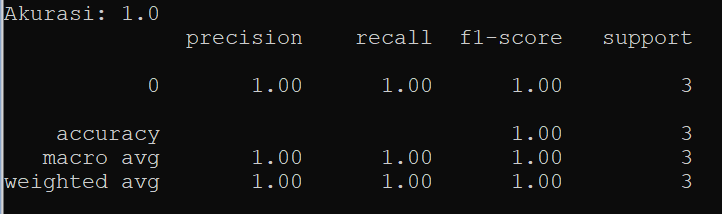 Akurasi: 1.0
precision recall f1-score support
0 1.00 1.00 1.00 3
accuracy 1.00 3
macro avg 1.00 1.00 1.00 3
weighted avg 1.00 1.00 1.00 3